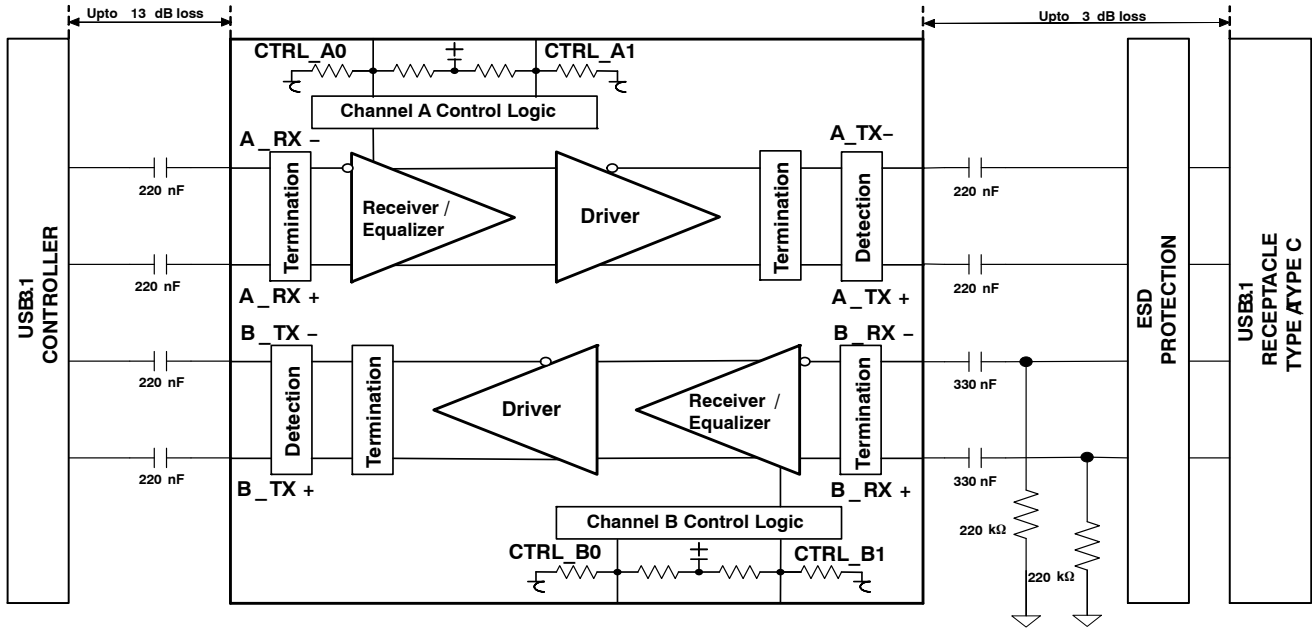 Upto 13 dB loss
Upto 3 dB loss
CTRL_A0
CTRL_A1
Channel A Control Logic
A_RX -
A_TX-
220 nF
Termination
Receiver /
Equalizer
Driver
Termination
Detection
220 nF
220 nF
A_RX +
A_TX +
220 nF
USB3.1
CONTROLLER
ESD
PROTECTION
USB3.1
RECEPTACLE
TYPE ATYPE C
B_TX -
B_RX -
220 nF
Detection
Termination
Driver
Receiver /
Equalizer
Termination
330 nF
220 nF
B_TX +
B_RX +
330 nF
Channel B Control Logic
CTRL_B0
CTRL_B1
220 kΩ
220 kΩ